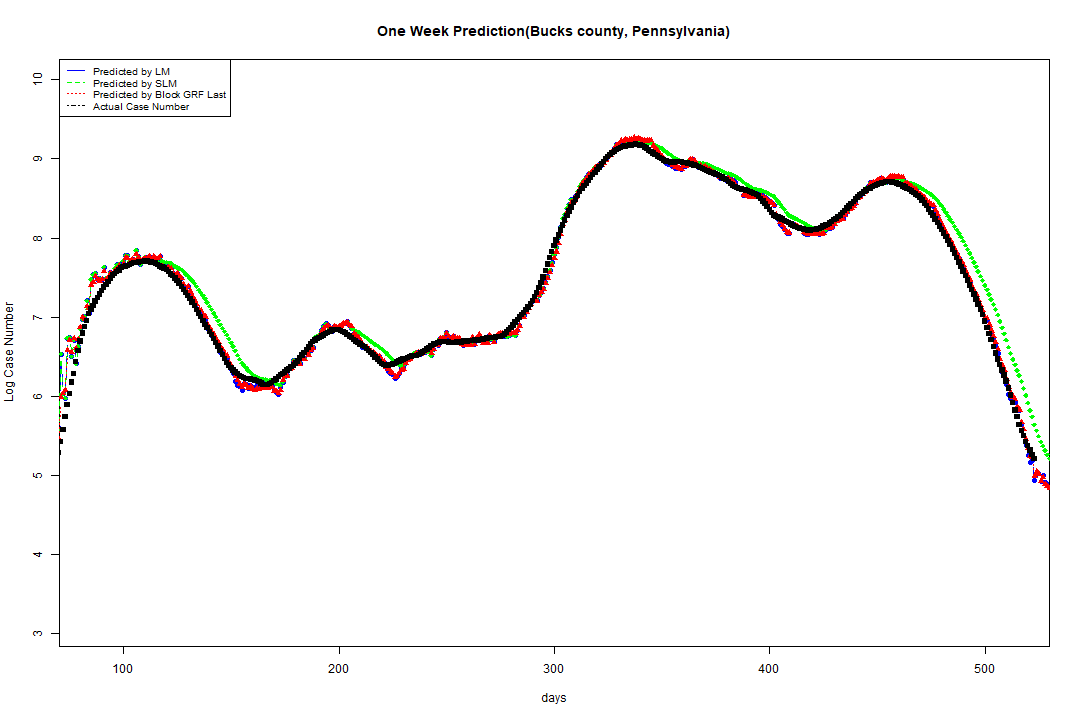 One Week Prediction(Bucks county, Pennsylvania)
Predicted by LM
Predicted by SLM
Predicted by Block GRF Last
Actual Case Number
Log Case Number
10
9
8
7
6
5
4
3
100 200 300 400 500
days